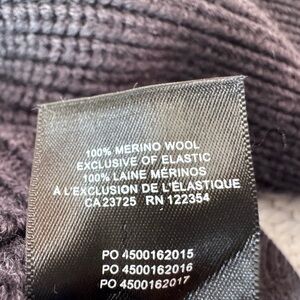 100% MERINO WOOL
EXCLUSIVE OF ELASTIC
100% LAINE MÉRINOS
À L'EXCLUSION DE L'ÉLASTIQUE
CA 23725 RN 122354
PO 4500162015
PO 4500162016
PO 4500162017